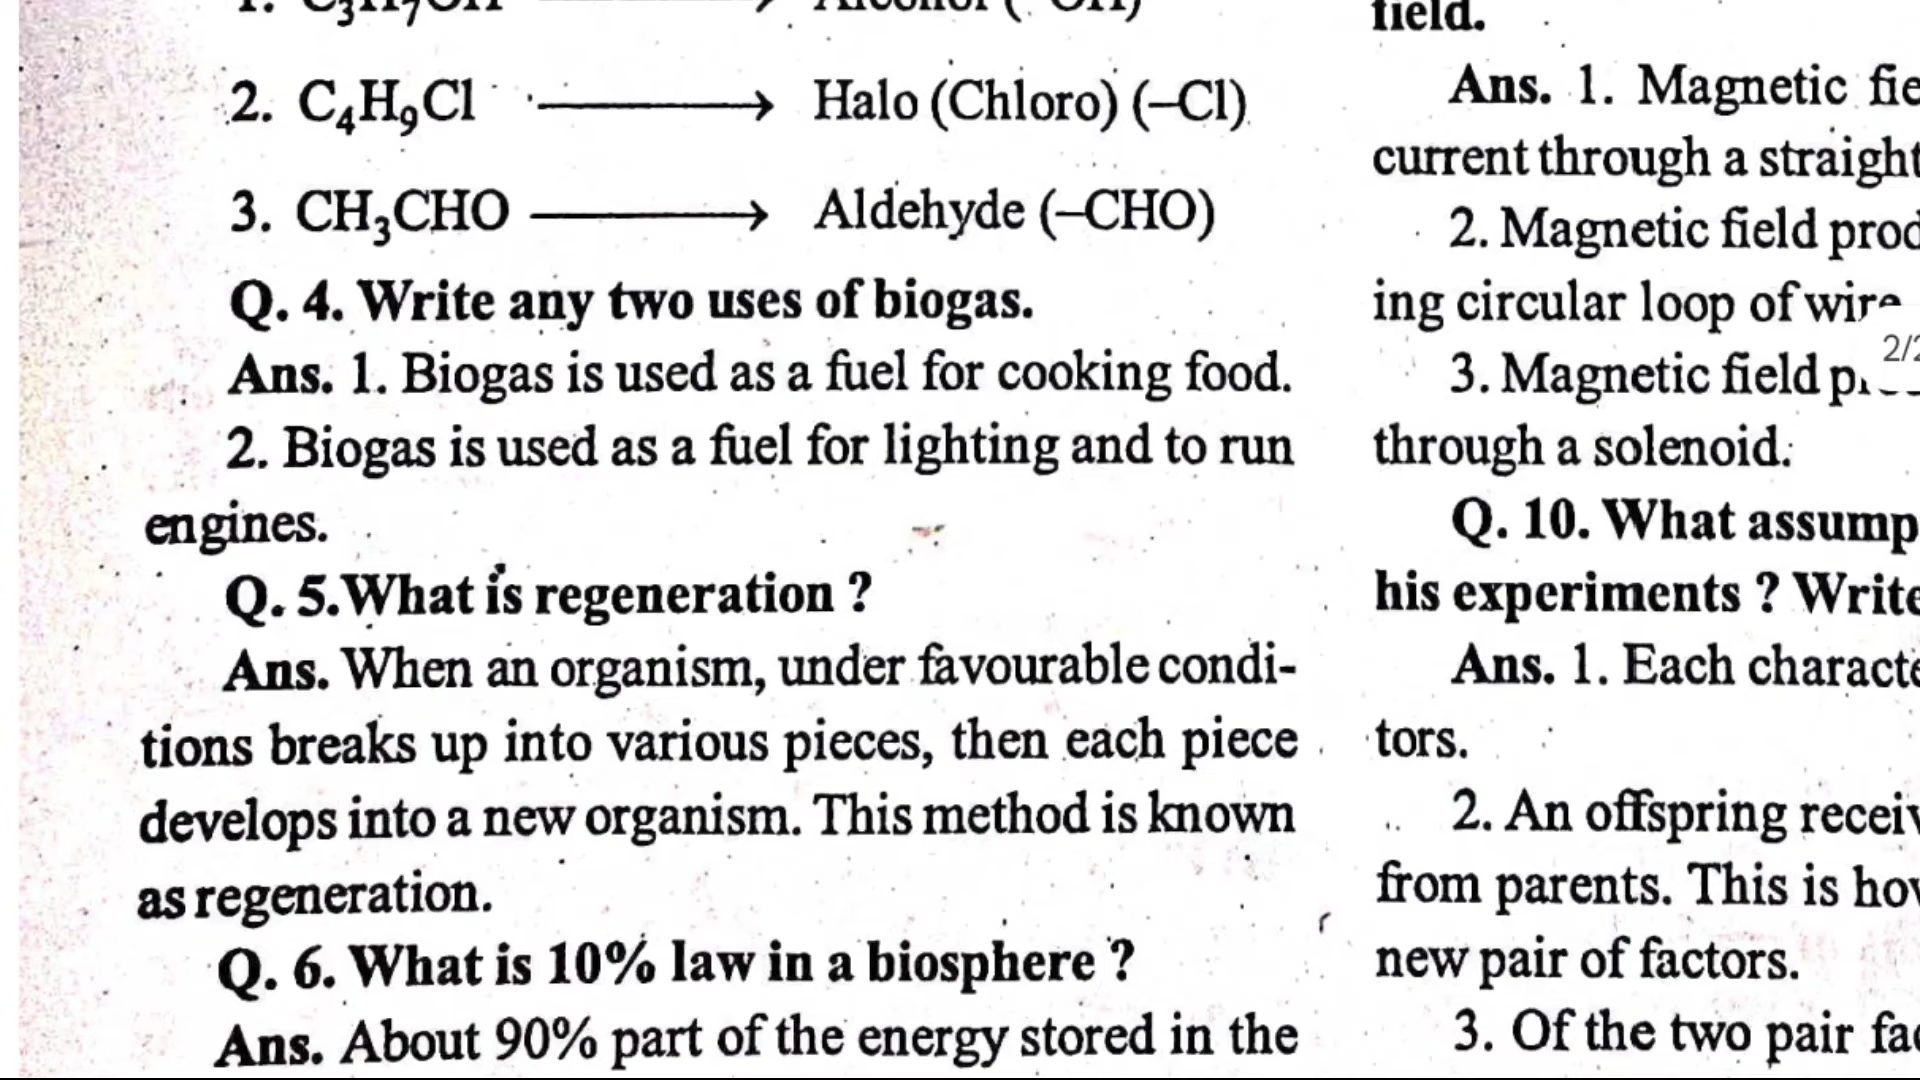 1. C₃H₇OH ⟶ Alcohol (–OH)
2. C₄H₉Cl ⟶ Halo (Chloro) (–Cl)
3. CH₃CHO ⟶ Aldehyde (–CHO)
Q. 4. Write any two uses of biogas.
Ans. 1. Biogas is used as a fuel for cooking food.
2. Biogas is used as a fuel for lighting and to run
engines.
Q. 5.What is regeneration ?
Ans. When an organism, under favourable condi-
tions breaks up into various pieces, then each piece
develops into a new organism. This method is known
as regeneration.
Q. 6. What is 10% law in a biosphere ?
Ans. About 90% part of the energy stored in the
field.
Ans. 1. Magnetic
current through a straight
2. Magnetic field
ing circular loop of wire
3. Magnetic field
through a solenoid.
Q. 10. What
his experiments ? Write
Ans. 1. Each
tors.
2. An offspring
from parents. This is
new pair of factors.
3. Of the two pair